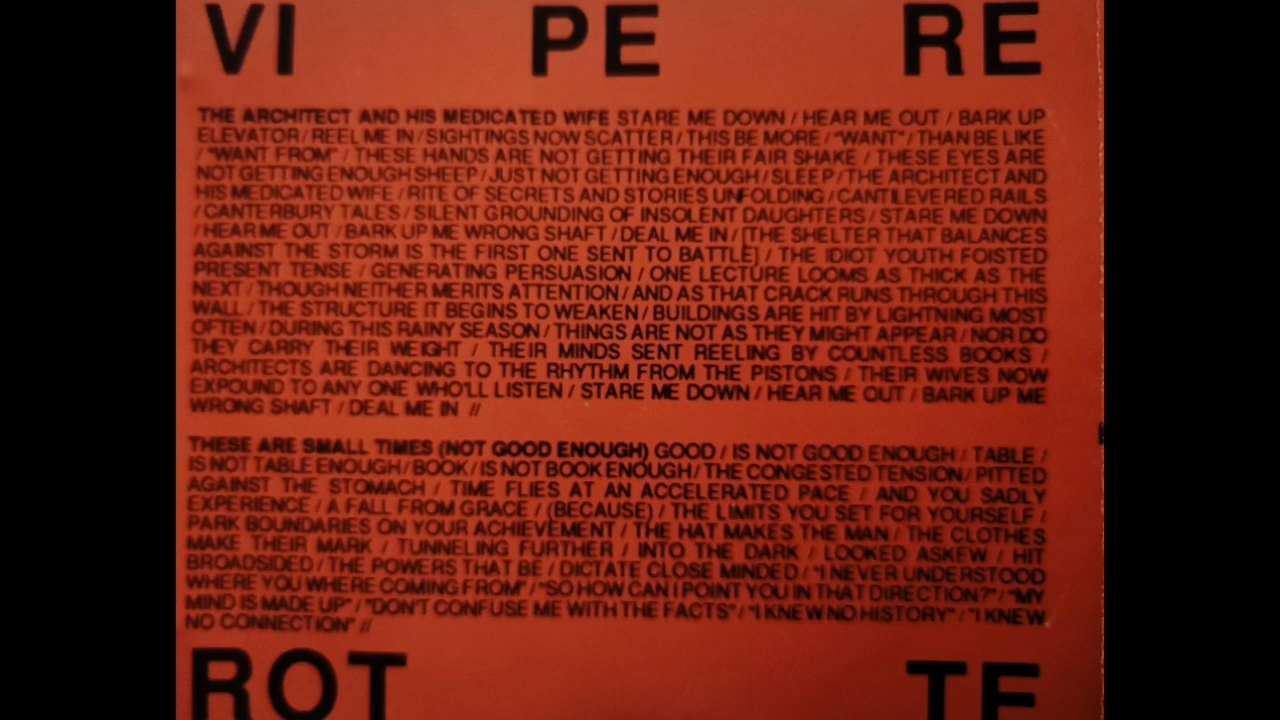 VI PE RE
THE ARCHITECT AND HIS MEDICATED WIFE STARE ME DOWN / HEAR ME OUT / BARK UP
ELEVATOR / REEL ME IN / SIGHTINGS NOW SCATTER / THIS BE MORE / "WANT" / THAN BE LIKE
/ "WANT FROM" / THESE HANDS ARE NOT GETTING THEIR FAIR SHAKE / THESE EYES ARE
NOT GETTING ENOUGH SHEEP / JUST NOT GETTING ENOUGH / SLEEP / THE ARCHITECT AND
HIS MEDICATED WIFE / RITE OF SECRETS AND STORIES UNFOLDING / CANTILEVERED RAILS
/ CANTERBURY TALES / SILENT GROUNDING OF INSOLENT DAUGHTERS / STARE ME DOWN
/ HEAR ME OUT / BARK UP ME WRONG SHAFT / DEAL ME IN / [THE SHELTER THAT BALANCES
AGAINST THE STORM IS THE FIRST ONE SENT TO BATTLE] / THE IDIOT YOUTH FOISTED
PRESENT TENSE / GENERATING PERSUASION / ONE LECTURE LOOMS AS THICK AS THE
NEXT / THOUGH NEITHER MERITS ATTENTION / AND AS THAT CRACK RUNS THROUGH THIS
WALL / THE STRUCTURE IT BEGINS TO WEAKEN / BUILDINGS ARE HIT BY LIGHTNING MOST
OFTEN / DURING THIS RAINY SEASON / THINGS ARE NOT AS THEY MIGHT APPEAR / NOR DO
THEY CARRY THEIR WEIGHT / THEIR MINDS SENT REELING BY COUNTLESS BOOKS /
ARCHITECTS ARE DANCING TO THE RHYTHM FROM THE PISTONS / THEIR WIVES NOW
EXPOUND TO ANY ONE WHO'LL LISTEN / STARE ME DOWN / HEAR ME OUT / BARK UP ME
WRONG SHAFT / DEAL ME IN //
THESE ARE SMALL TIMES (NOT GOOD ENOUGH) GOOD / IS NOT GOOD ENOUGH / TABLE /
IS NOT TABLE ENOUGH / BOOK / IS NOT BOOK ENOUGH / THE CONGESTED TENSION / PITTED
AGAINST THE STOMACH / TIME FLIES AT AN ACCELERATED PACE / AND YOU SADLY
EXPERIENCE / A FALL FROM GRACE / (BECAUSE) / THE LIMITS YOU SET FOR YOURSELF /
PARK BOUNDARIES ON YOUR ACHIEVEMENT / THE HAT MAKES THE MAN / THE CLOTHES
MAKE THEIR MARK / TUNNELING FURTHER / INTO THE DARK / LOOKED ASKEW / HIT
BROADSIDED / THE POWERS THAT BE / DICTATE CLOSE MINDED / "I NEVER UNDERSTOOD
WHERE YOU WHERE COMING FROM" / "SO HOW CAN I POINT YOU IN THAT DIRECTION?" / "MY
MIND IS MADE UP" / "DON'T CONFUSE ME WITH THE FACTS" / "I KNEW NO HISTORY" / "I KNEW
NO CONNECTION" //
ROT TE